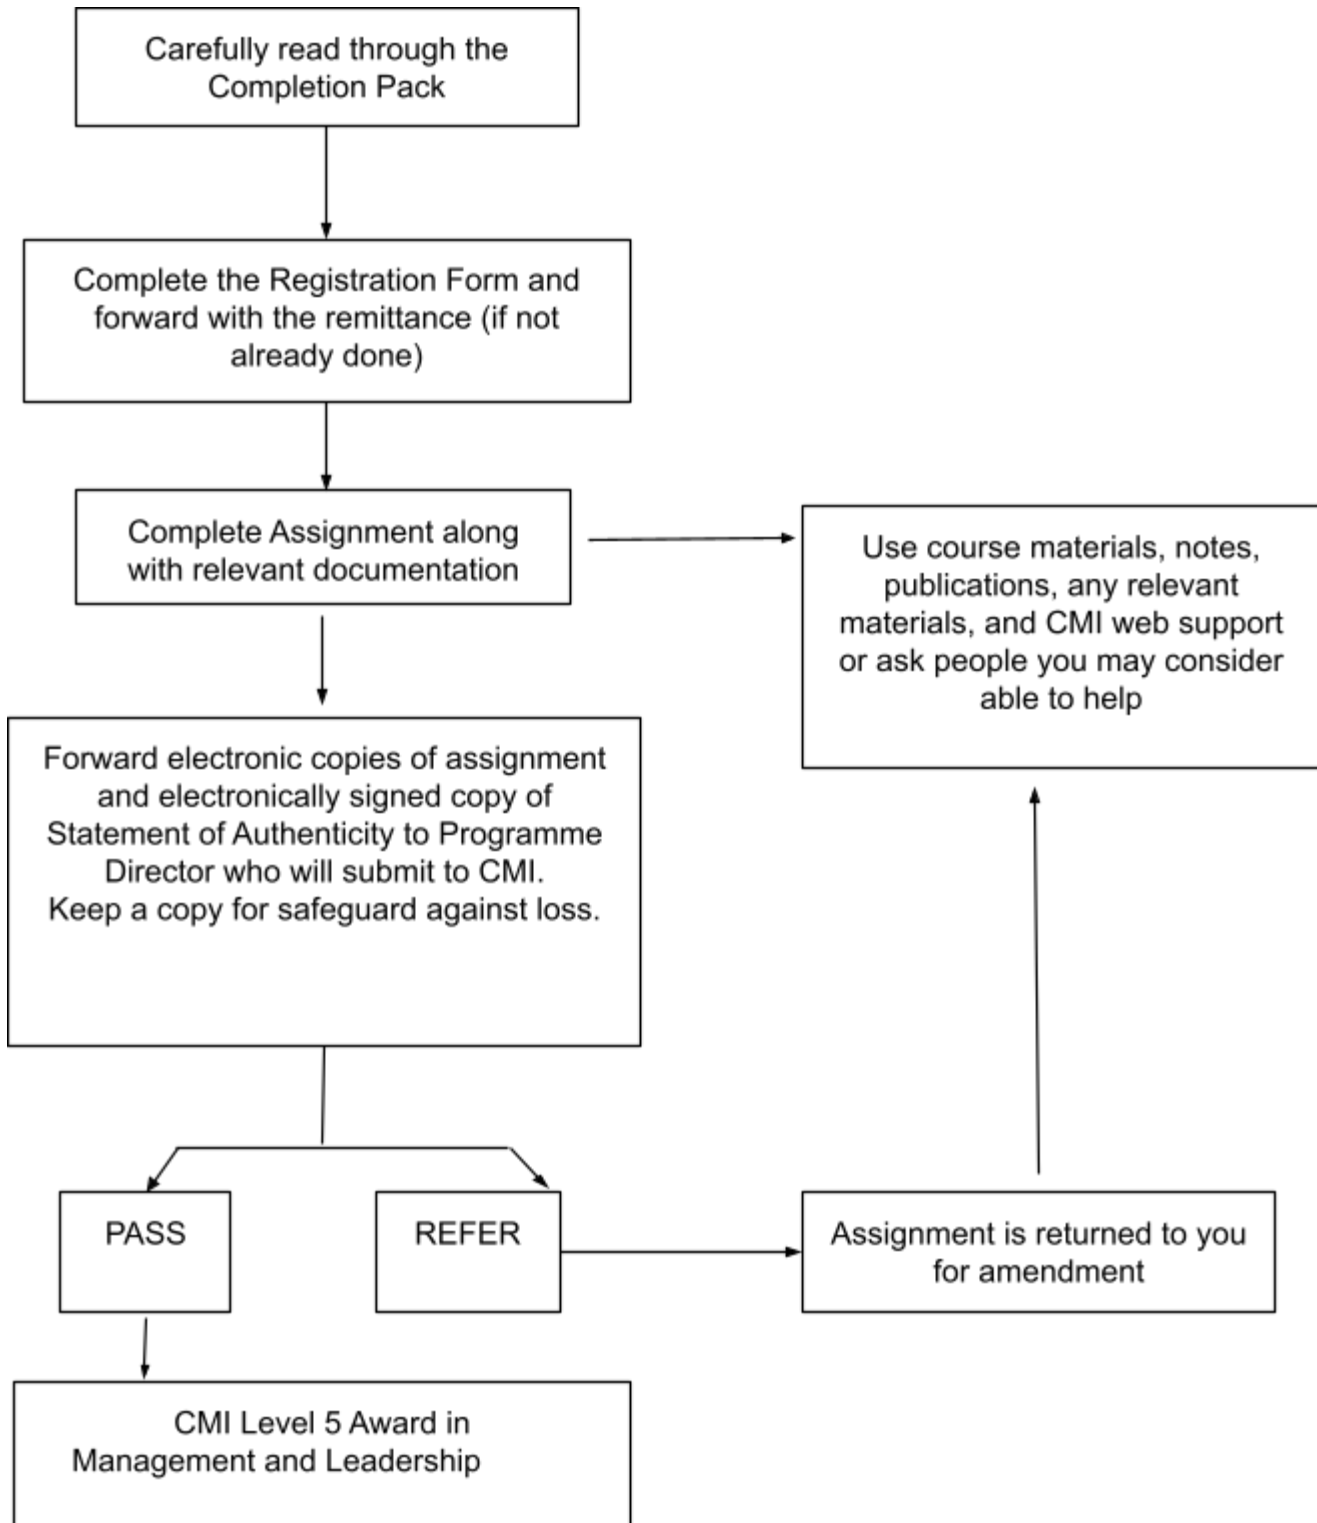 Carefully read through the
Completion Pack
Complete the Registration Form and
forward with the remittance (if not
already done)
Complete Assignment along
with relevant documentation
Use course materials, notes,
publications, any relevant
materials, and CMI web support
or ask people you may consider
able to help
Forward electronic copies of assignment
and electronically signed copy of
Statement of Authenticity to Programme
Director who will submit to CMI.
Keep a copy for safeguard against loss.
PASS
REFER
Assignment is returned to you
for amendment
CMI Level 5 Award in
Management and Leadership